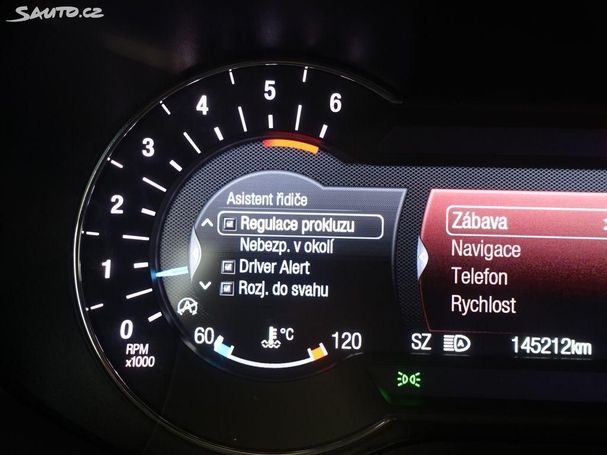 Sauto.cz
5
6
4
3
2
1
0
RPM
x1000
Asistent řidiče
Regulace prokluzu
Nebezp. v okolí
Driver Alert
Rozj. do svahu
60
°C
120
Zábava
Navigace
Telefon
Rychlost
SZ
145212km